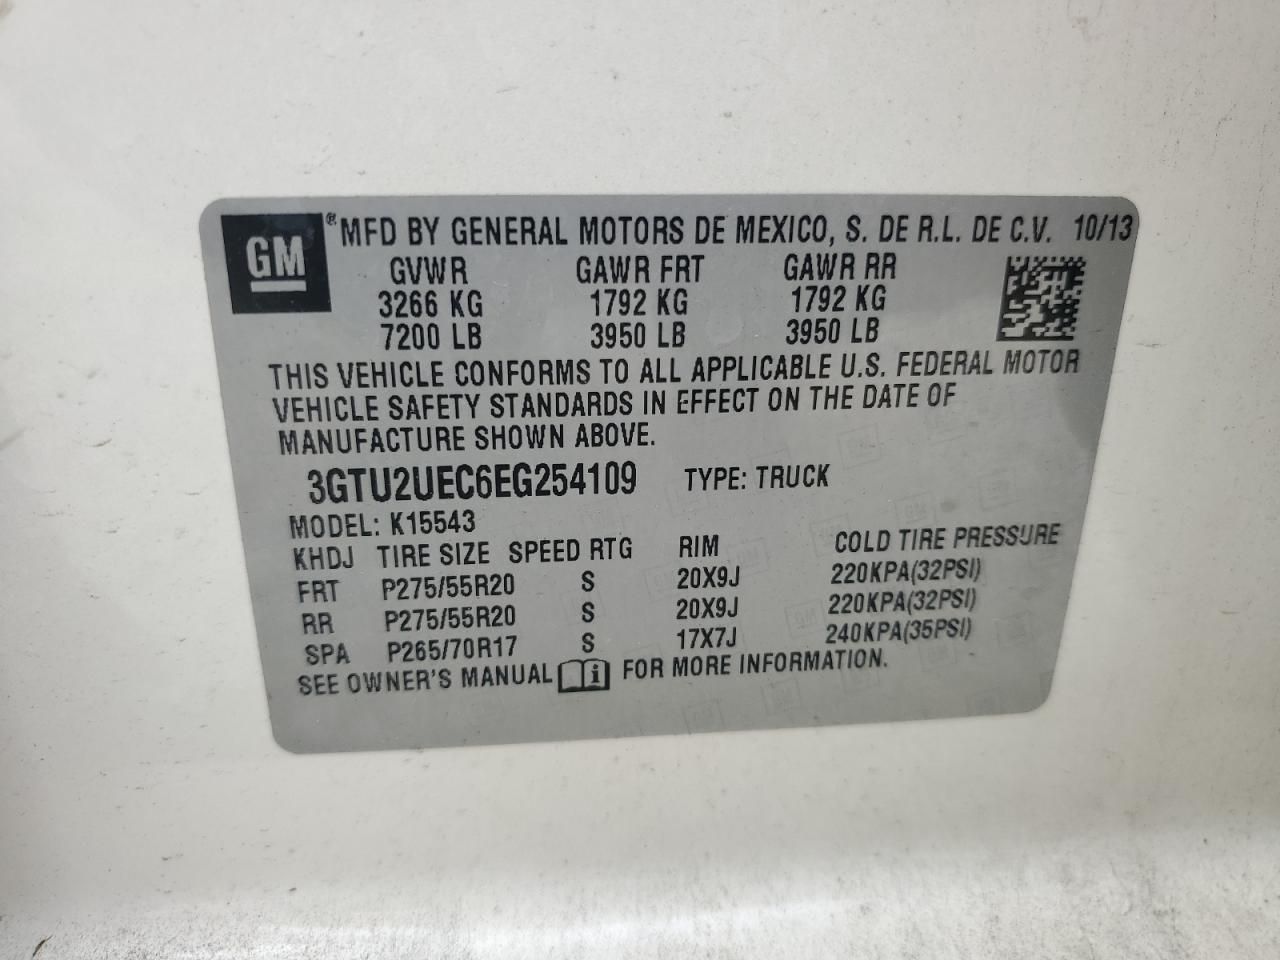 GM ® MFD BY GENERAL MOTORS DE MEXICO, S. DE R.L. DE C.V. 10/13
GVWR GAWR FRT GAWR RR
3266 KG 1792 KG 1792 KG
7200 LB 3950 LB 3950 LB
THIS VEHICLE CONFORMS TO ALL APPLICABLE U.S. FEDERAL MOTOR
VEHICLE SAFETY STANDARDS IN EFFECT ON THE DATE OF
MANUFACTURE SHOWN ABOVE.
3GTU2UEC6EG254109 TYPE: TRUCK
MODEL: K15543
KHDJ TIRE SIZE SPEED RTG RIM COLD TIRE PRESSURE
FRT P275/55R20 S 20X9J 220KPA(32PSI)
RR P275/55R20 S 20X9J 220KPA(32PSI)
SPA P265/70R17 S 17X7J 240KPA(35PSI)
SEE OWNER'S MANUAL i FOR MORE INFORMATION.